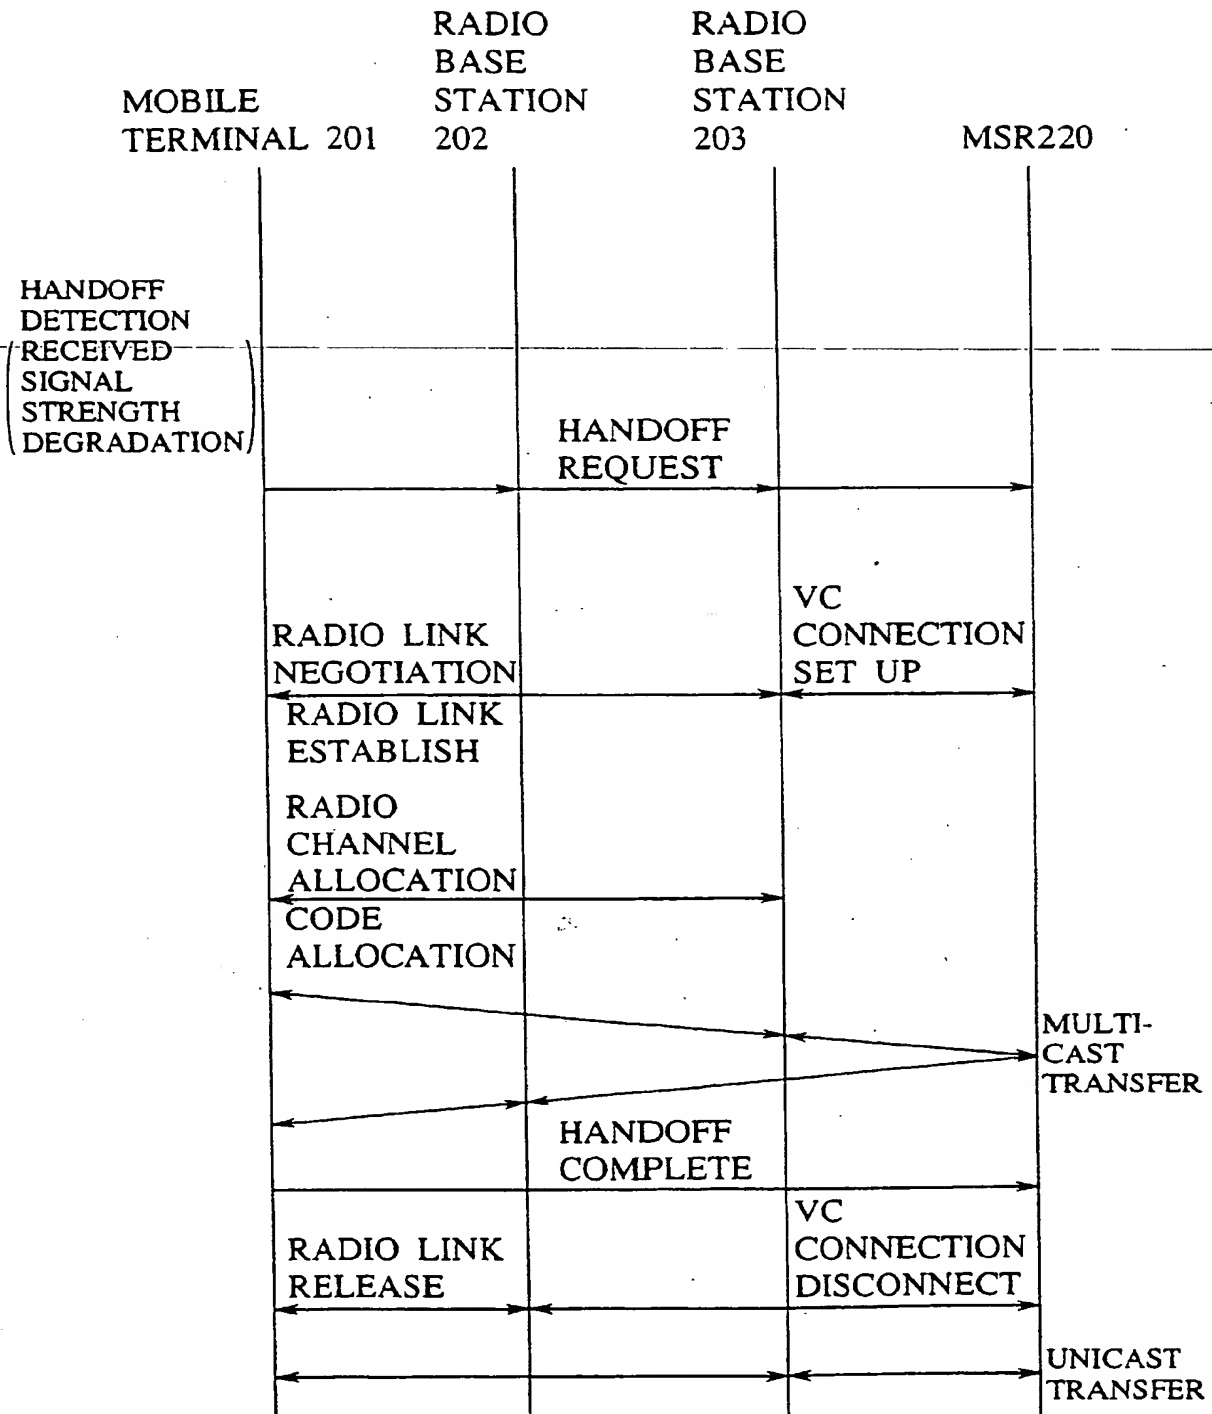 RADIO
BASE
STATION
202
RADIO
BASE
STATION
203
MOBILE
TERMINAL 201
MSR220
HANDOFF
DETECTION
(RECEIVED
SIGNAL
STRENGTH
DEGRADATION)
HANDOFF
REQUEST
RADIO LINK
NEGOTIATION
VC
CONNECTION
SET UP
RADIO LINK
ESTABLISH
RADIO
CHANNEL
ALLOCATION
CODE
ALLOCATION
MULTI-
CAST
TRANSFER
HANDOFF
COMPLETE
RADIO LINK
RELEASE
VC
CONNECTION
DISCONNECT
UNICAST
TRANSFER